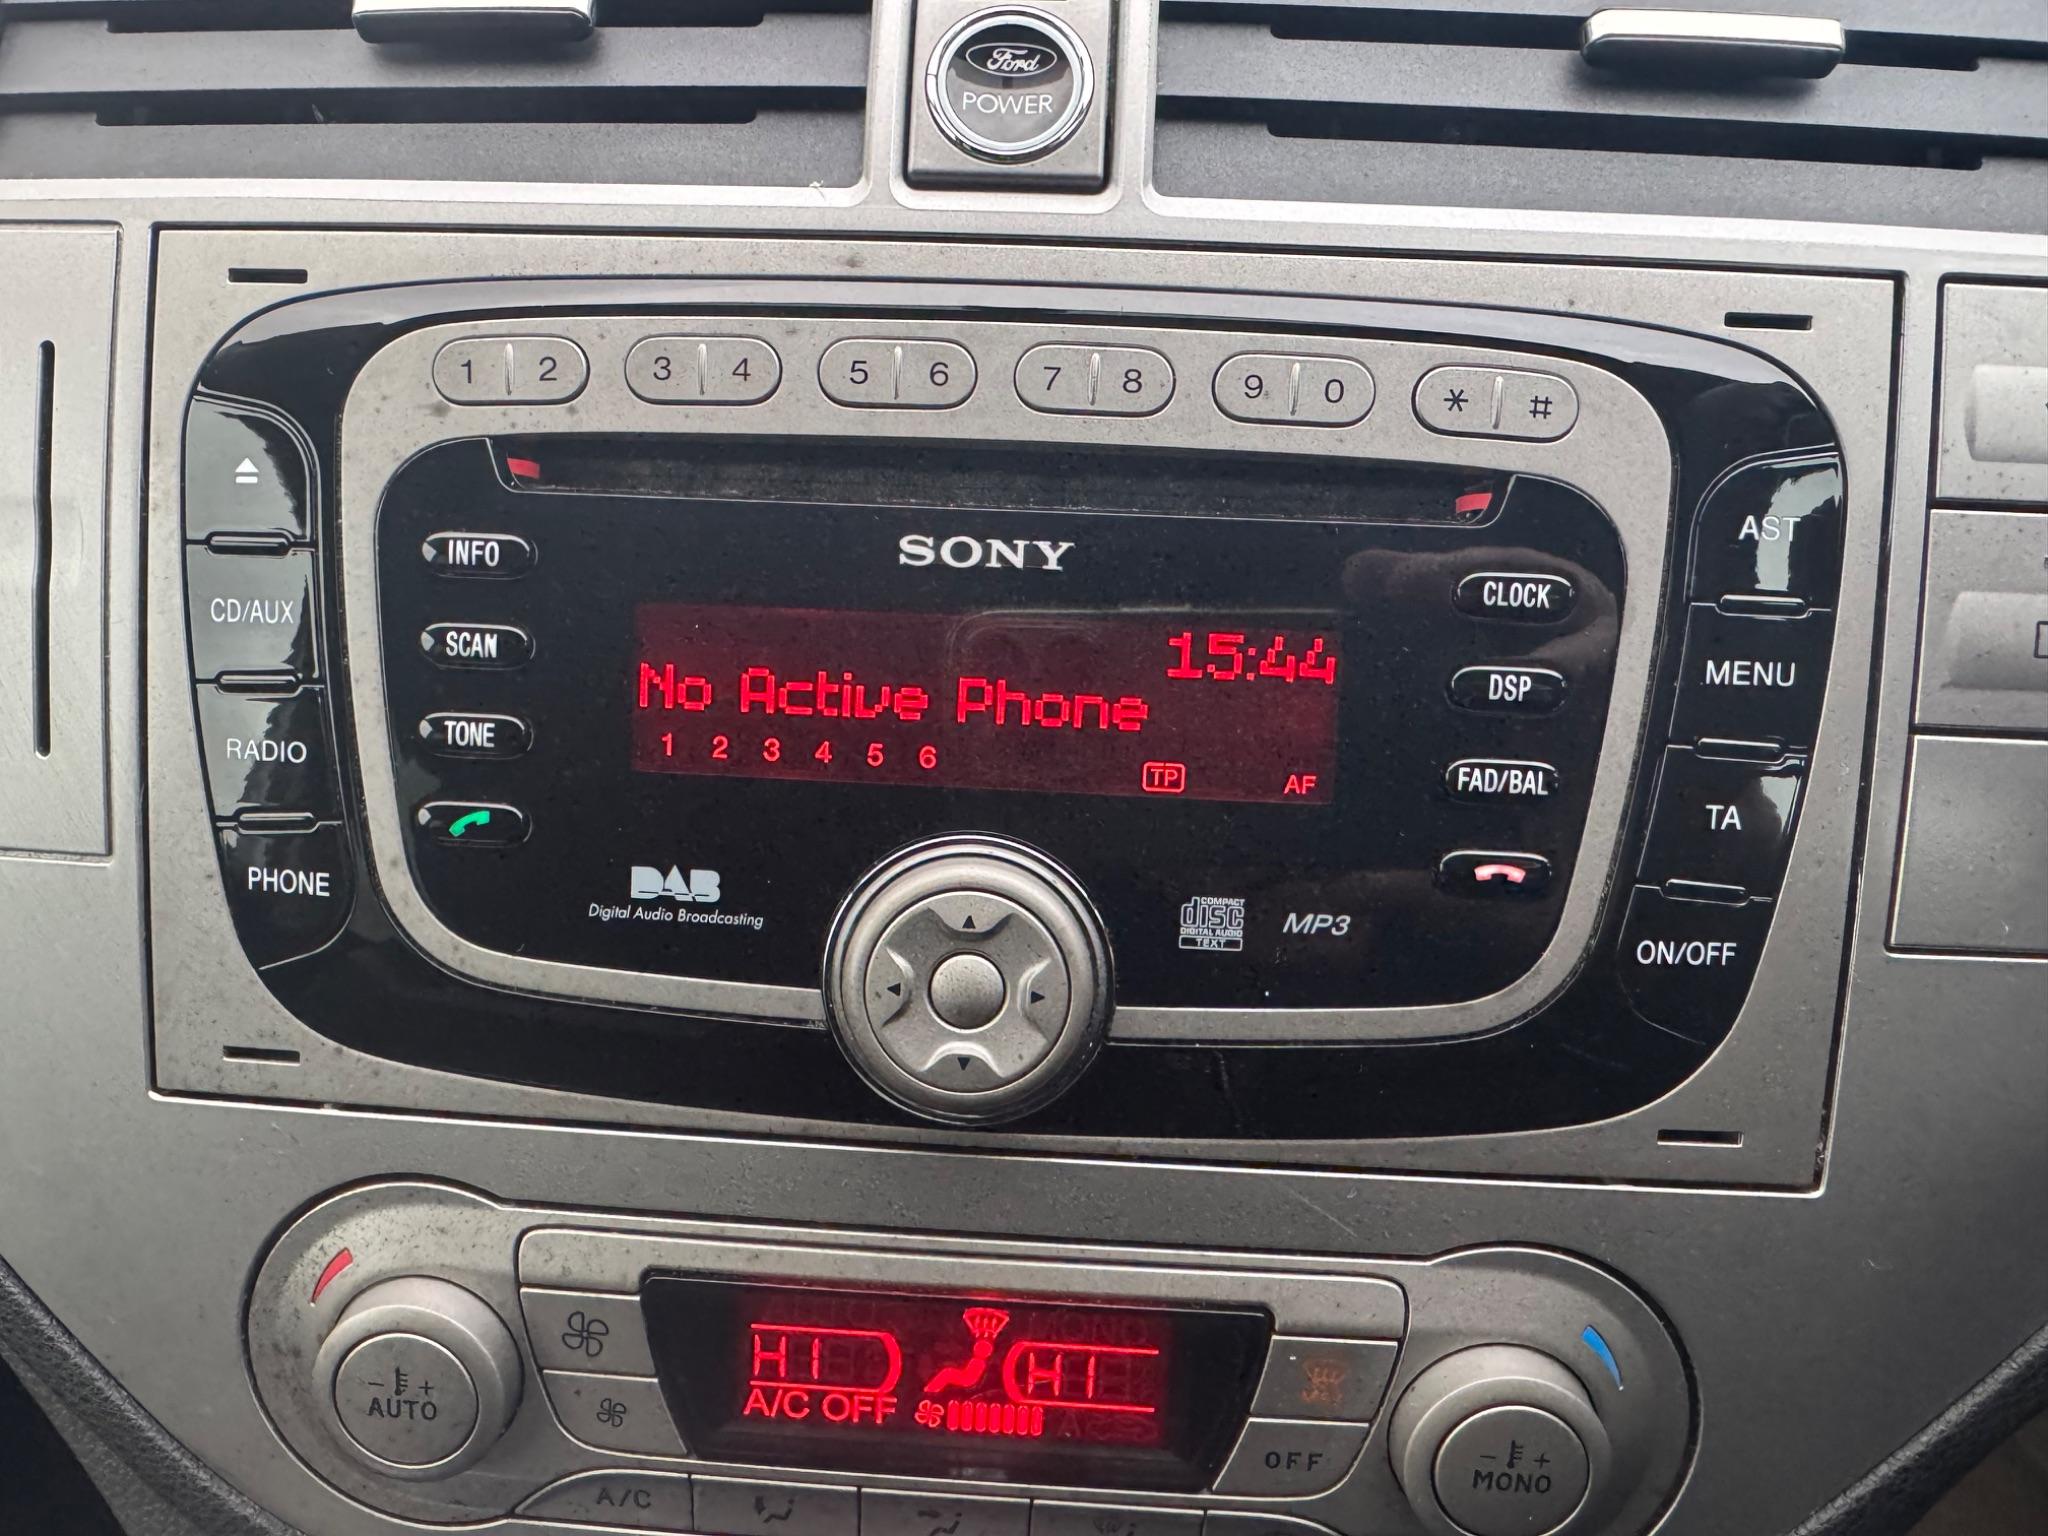 Ford
POWER
1 2 3 4 5 6 7 8 9 0 * #
SONY
INFO
CLOCK
AST
CD/AUX
SCAN
DSP
MENU
15:44
No Active Phone
1 2 3 4 5 6
TP AF
RADIO
TONE
FAD/BAL
TA
PHONE
DAB
Digital Audio Broadcasting
COMPACT
disc
DIGITAL AUDIO
TEXT
MP3
ON/OFF
HI HI
A/C OFF
- +
AUTO
OFF
- +
MONO
A/C